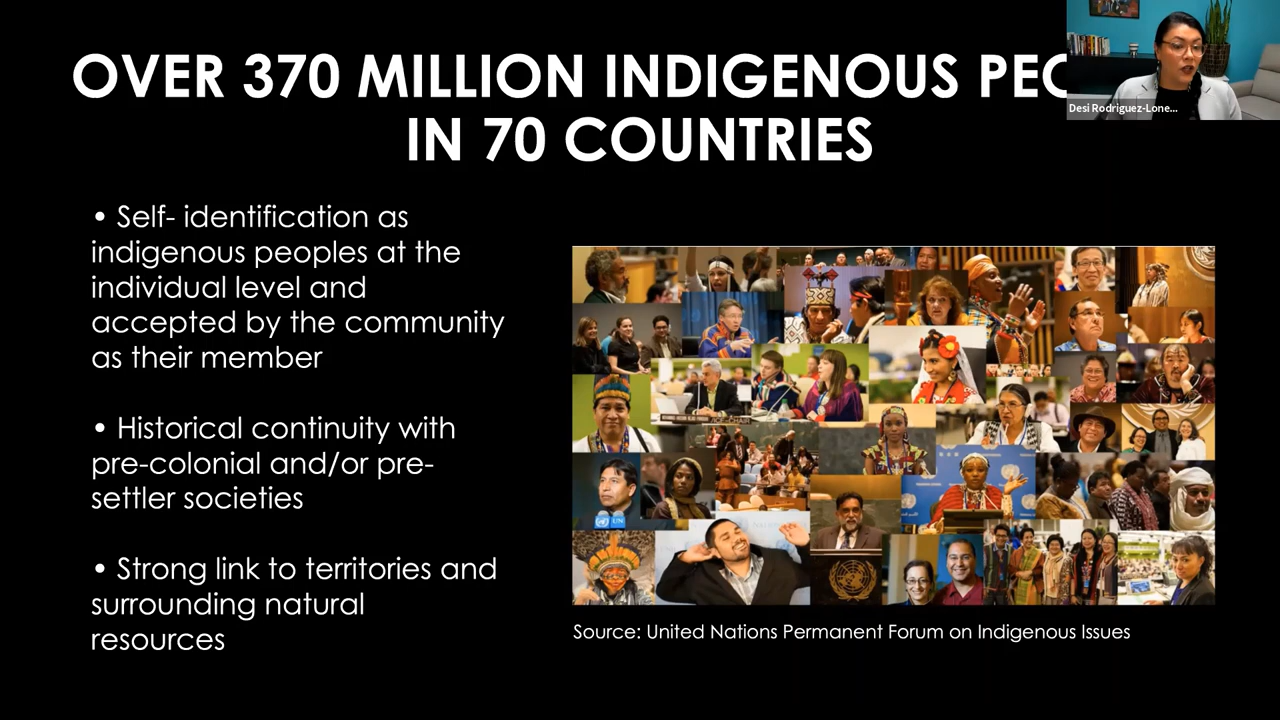 OVER 370 MILLION INDIGENOUS PEO
IN 70 COUNTRIES
Desi Rodriguez-Lone...
• Self- identification as
indigenous peoples at the
individual level and
accepted by the community
as their member
• Historical continuity with
pre-colonial and/or pre-
settler societies
• Strong link to territories and
surrounding natural
resources
UN
Source: United Nations Permanent Forum on Indigenous Issues